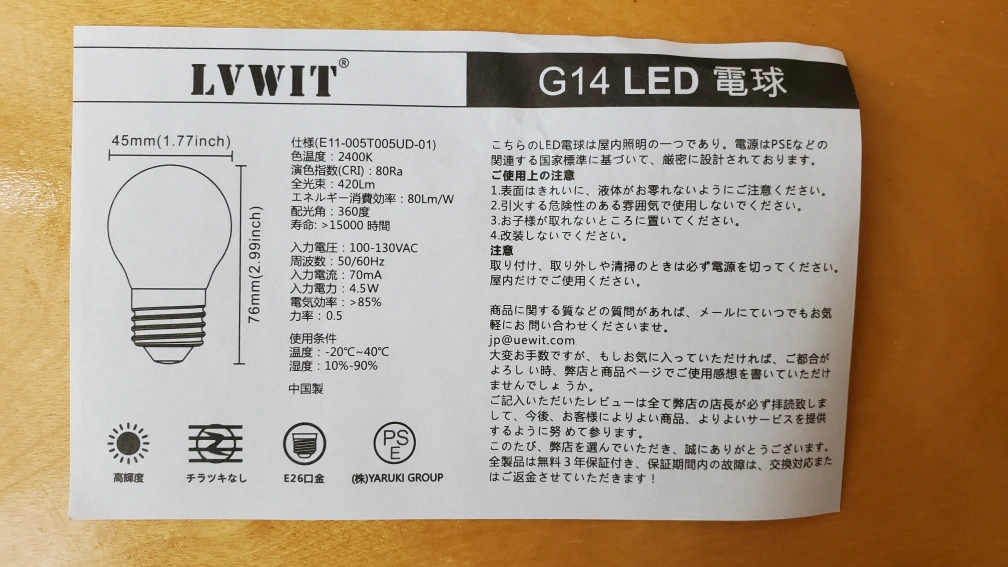 LVWIT®
G14 LED 電球
45mm(1.77inch)
76mm(2.99inch)
仕様(E11-005T005UD-01)
色温度：2400K
演色指数(CRI)：80Ra
全光束：420Lm
エネルギー消費効率：80Lm/W
配光角：360度
寿命: >15000 時間
入力電圧：100-130VAC
周波数：50/60Hz
入力電流：70mA
入力電力：4.5W
電気効率：>85%
力率：0.5
使用条件
温度：-20℃~40℃
湿度：10%-90%
中国製
高輝度
チラツキなし
E26口金
PS
E
(株)YARUKI GROUP
こちらのLED電球は屋内照明の一つであり。電源はPSEなどの
関連する国家標準に基づいて、厳密に設計されております。
ご使用上の注意
1.表面はきれいに、液体がお零れないようにご注意ください。
2.引火する危険性のある雰囲気で使用しないでください。
3.お子様が取れないところに置いてください。
4.改装しないでください。
注意
取り付け、取り外しや清掃のときは必ず電源を切ってください。
屋内だけでご使用ください。
商品に関する質などの質問があれば、メールにていつでもお気
軽にお問い合わせくださいませ。
jp@uewit.com
大変お手数ですが、もしお気に入っていただければ、ご都合が
よろしい時、弊店と商品ページでご使用感想を書いていただけ
ませんでしょうか。
ご記入いただいたレビューは全て弊店の店長が必ず拝読致しま
して、今後、お客様によりよい商品、よりよいサービスを提供
するように努めて参ります。
このたび、弊店を選んでいただき、誠にありがとうございます。
全製品は無料３年保証付き、保証期間内の故障は、交換対応また
はご返金させていただきます！